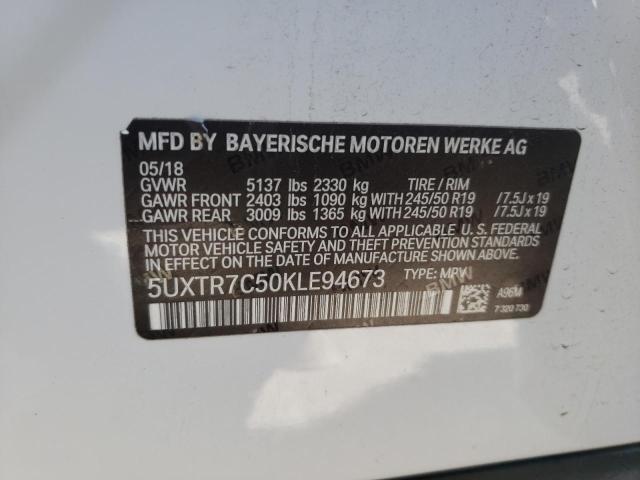 MFD BY BAYERISCHE MOTOREN WERKE AG
05/18
GVWR 5137 lbs 2330 kg TIRE / RIM
GAWR FRONT 2403 lbs 1090 kg WITH 245/50 R19 / 7.5J x 19
GAWR REAR 3009 lbs 1365 kg WITH 245/50 R19 / 7.5J x 19
THIS VEHICLE CONFORMS TO ALL APPLICABLE U. S. FEDERAL
MOTOR VEHICLE SAFETY AND THEFT PREVENTION STANDARDS
IN EFFECT ON THE DATE OF MANUFACTURE SHOWN ABOVE.
5UXTR7C50KLE94673 TYPE: MPV
A96M
7 320 730